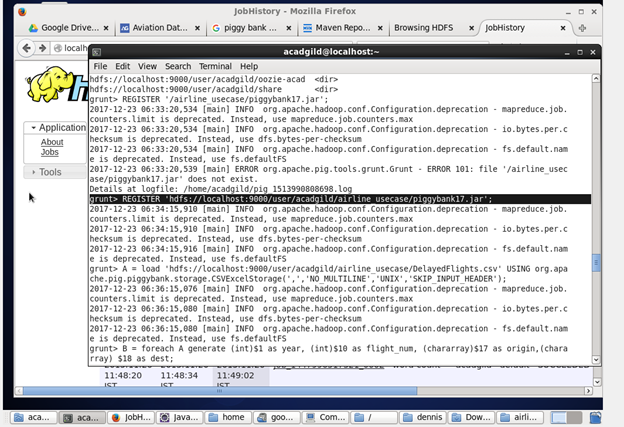 JobHistory - Mozilla Firefox
Google Drive... Aviation Dat... piggy bank ... Maven Repo... Browsing HDFS JobHistory
localh
acadgild@localhost:~
File Edit View Search Terminal Help
hdfs://localhost:9000/user/acadgild/oozie-acad <dir>
hdfs://localhost:9000/user/acadgild/share <dir>
grunt> REGISTER '/airline_usecase/piggybank17.jar';
2017-12-23 06:33:20,529 [main] INFO org.apache.hadoop.conf.Configuration.deprecation - mapreduce.job.
counters.limit is deprecated. Instead, use mapreduce.job.counters.max
2017-12-23 06:33:20,534 [main] INFO org.apache.hadoop.conf.Configuration.deprecation - io.bytes.per.c
hecksum is deprecated. Instead, use dfs.bytes-per-checksum
2017-12-23 06:33:20,534 [main] INFO org.apache.hadoop.conf.Configuration.deprecation - fs.default.nam
e is deprecated. Instead, use fs.defaultFS
2017-12-23 06:33:20,539 [main] ERROR org.apache.pig.tools.grunt.Grunt - ERROR 101: file '/airline_usec
ase/piggybank17.jar' does not exist.
Details at logfile: /home/acadgild/pig_1513990808698.log
grunt> REGISTER 'hdfs://localhost:9000/user/acadgild/airline_usecase/piggybank17.jar';
2017-12-23 06:34:15,910 [main] INFO org.apache.hadoop.conf.Configuration.deprecation - mapreduce.job.
counters.limit is deprecated. Instead, use mapreduce.job.counters.max
2017-12-23 06:34:15,910 [main] INFO org.apache.hadoop.conf.Configuration.deprecation - io.bytes.per.c
hecksum is deprecated. Instead, use dfs.bytes-per-checksum
2017-12-23 06:34:15,916 [main] INFO org.apache.hadoop.conf.Configuration.deprecation - fs.default.nam
e is deprecated. Instead, use fs.defaultFS
grunt> A = load 'hdfs://localhost:9000/user/acadgild/airline_usecase/DelayedFlights.csv' USING org.apa
che.pig.piggybank.storage.CSVExcelStorage(',','NO_MULTILINE','UNIX','SKIP_INPUT_HEADER');
2017-12-23 06:36:15,076 [main] INFO org.apache.hadoop.conf.Configuration.deprecation - mapreduce.job.
counters.limit is deprecated. Instead, use mapreduce.job.counters.max
2017-12-23 06:36:15,080 [main] INFO org.apache.hadoop.conf.Configuration.deprecation - io.bytes.per.c
hecksum is deprecated. Instead, use dfs.bytes-per-checksum
2017-12-23 06:36:15,080 [main] INFO org.apache.hadoop.conf.Configuration.deprecation - fs.default.nam
e is deprecated. Instead, use fs.defaultFS
grunt> B = foreach A generate (int)$1 as year, (int)$10 as flight_num, (chararray)$17 as origin,(chara
rray) $18 as dest;
Application
About
Jobs
Tools
11:48:20 11:48:34 11:49:02
IST IST IST
aca... aca... JobH... Java... home goo... Com... / dennis Dow... airli...